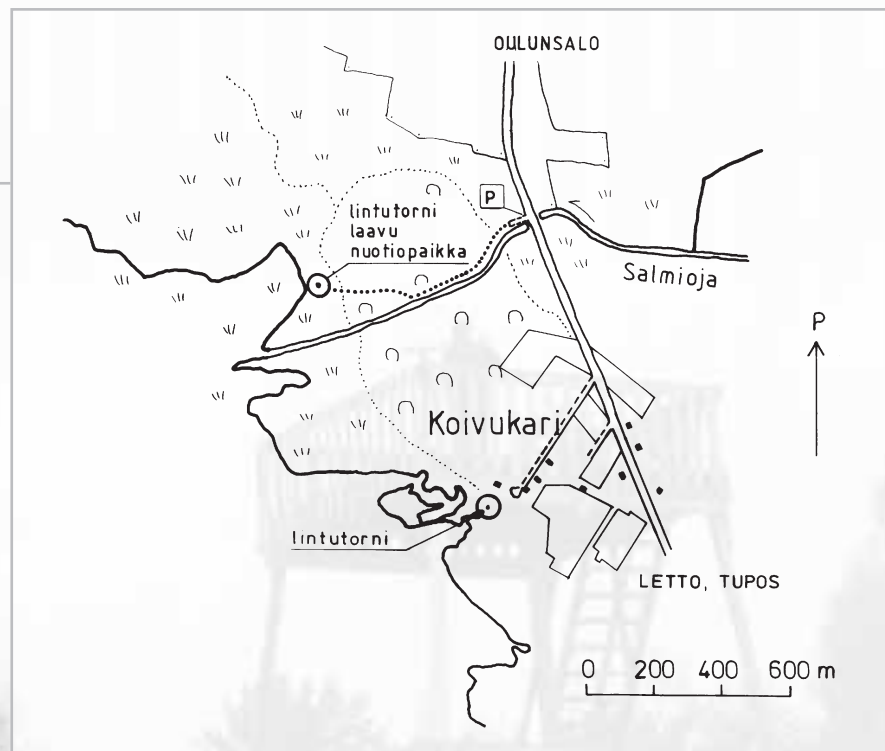 OULUNSALO
P
lintutorni
laavu
nuotiopaikka
Salmioja
P
Koivukari
lintutorni
LETTO, TUPOS
0 200 400 600 m